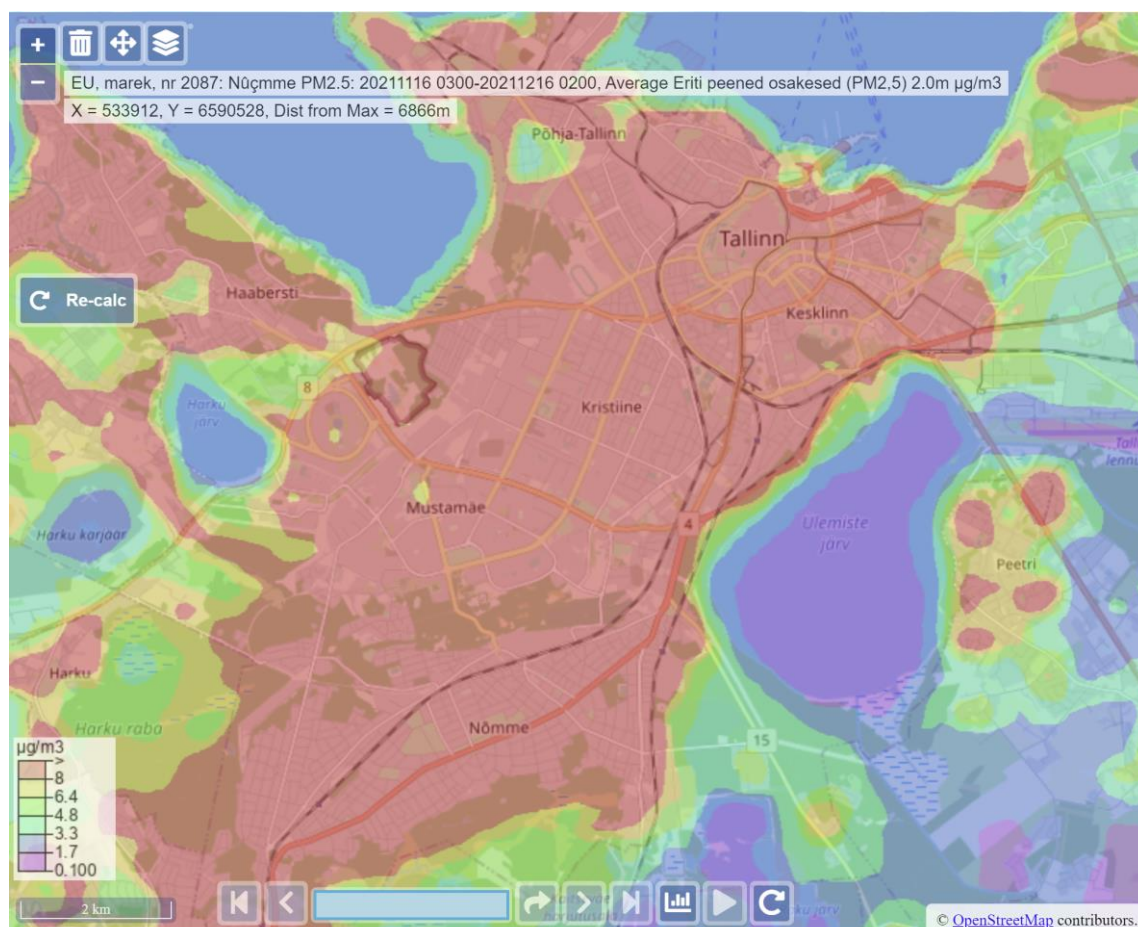 +
−
EU, marek, nr 2087: Nûçmme PM2.5: 20211116 0300-20211216 0200, Average Eriti peened osakesed (PM2,5) 2.0m µg/m3
X = 533912, Y = 6590528, Dist from Max = 6866m
Põhja-Tallinn
Tallinn
Re-calc
Haabersti
Kesklinn
8
Kristiine
Harku
järv
Mustamäe
4
Ülemiste
järv
Harku karjäär
Peetri
Harku
Harku raba
Nõmme
15
µg/m3
>
8
6.4
4.8
3.3
1.7
0.100
2 km
© OpenStreetMap contributors.